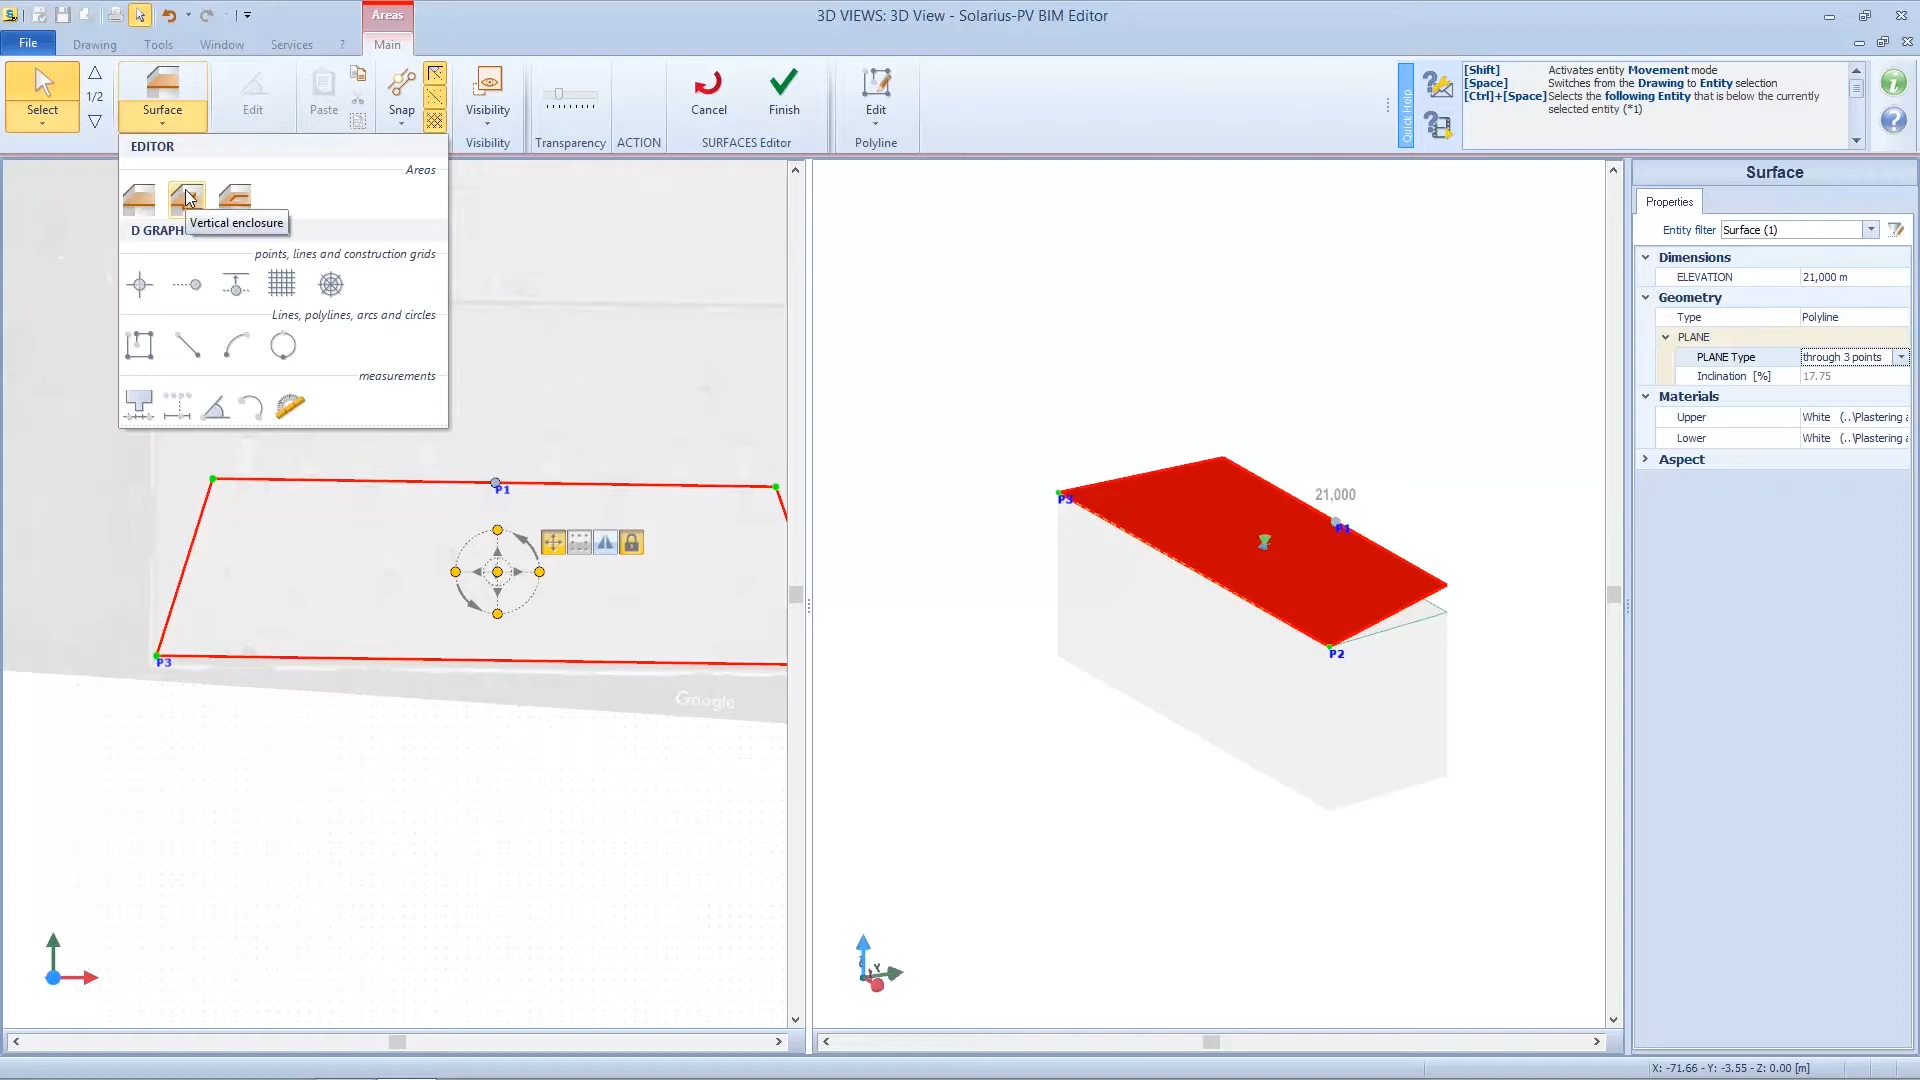 Areas
3D VIEWS: 3D View - Solarius-PV BIM Editor
File
Drawing
Tools
Window
Services
?
Main
Select
1/2
Surface
Edit
Paste
Snap
Visibility
Cancel
Finish
Edit
Visibility
Transparency
ACTION
SURFACES Editor
Polyline
Quick Help
[Shift] Activates entity Movement mode
[Space] Switches from the Drawing to Entity selection
[Ctrl]+[Space] Selects the following Entity that is below the currently
selected entity (*1)
EDITOR
Areas
Vertical enclosure
D GRAPH
points, lines and construction grids
Lines, polylines, arcs and circles
measurements
P1
P3
Google
P3
21,000
P1
P2
Y
Surface
Properties
Entity filter Surface (1)
Dimensions
ELEVATION 21,000 m
Geometry
Type Polyline
PLANE
PLANE Type through 3 points
Inclination [%] 17.75
Materials
Upper White (..\Plastering a
Lower White (..\Plastering a
Aspect
X: -71.66 - Y: -3.55 - Z: 0.00 [m]